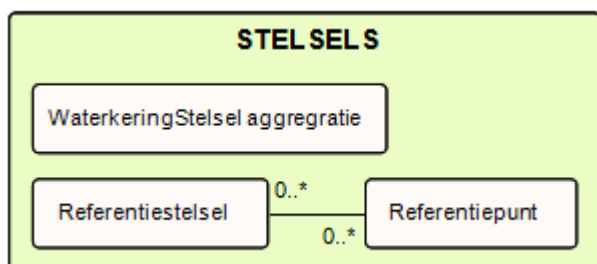 STELSELS
WaterkeringStelsel aggregratie
0..*
Referentiestelsel
Referentiepunt
0..*